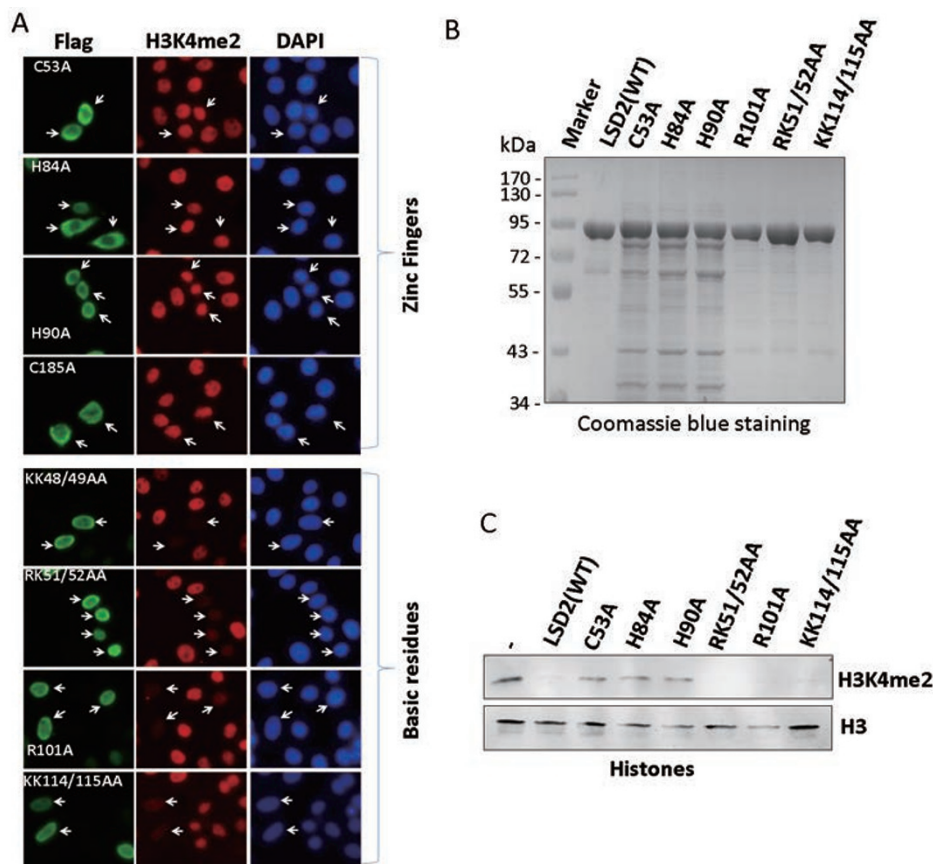 A
Flag H3K4me2 DAPI
C53A
H84A
H90A
C185A
Zinc Fingers
KK48/49AA
RK51/52AA
R101A
KK114/115AA
Basic residues
B
kDa
Marker
LSD2(WT)
C53A
H84A
H90A
R101A
RK51/52AA
KK114/115AA
170 -
130 -
95 -
72 -
55 -
43 -
34 -
Coomassie blue staining
C
-
LSD2(WT)
C53A
H84A
H90A
RK51/52AA
R101A
KK114/115AA
H3K4me2
H3
Histones